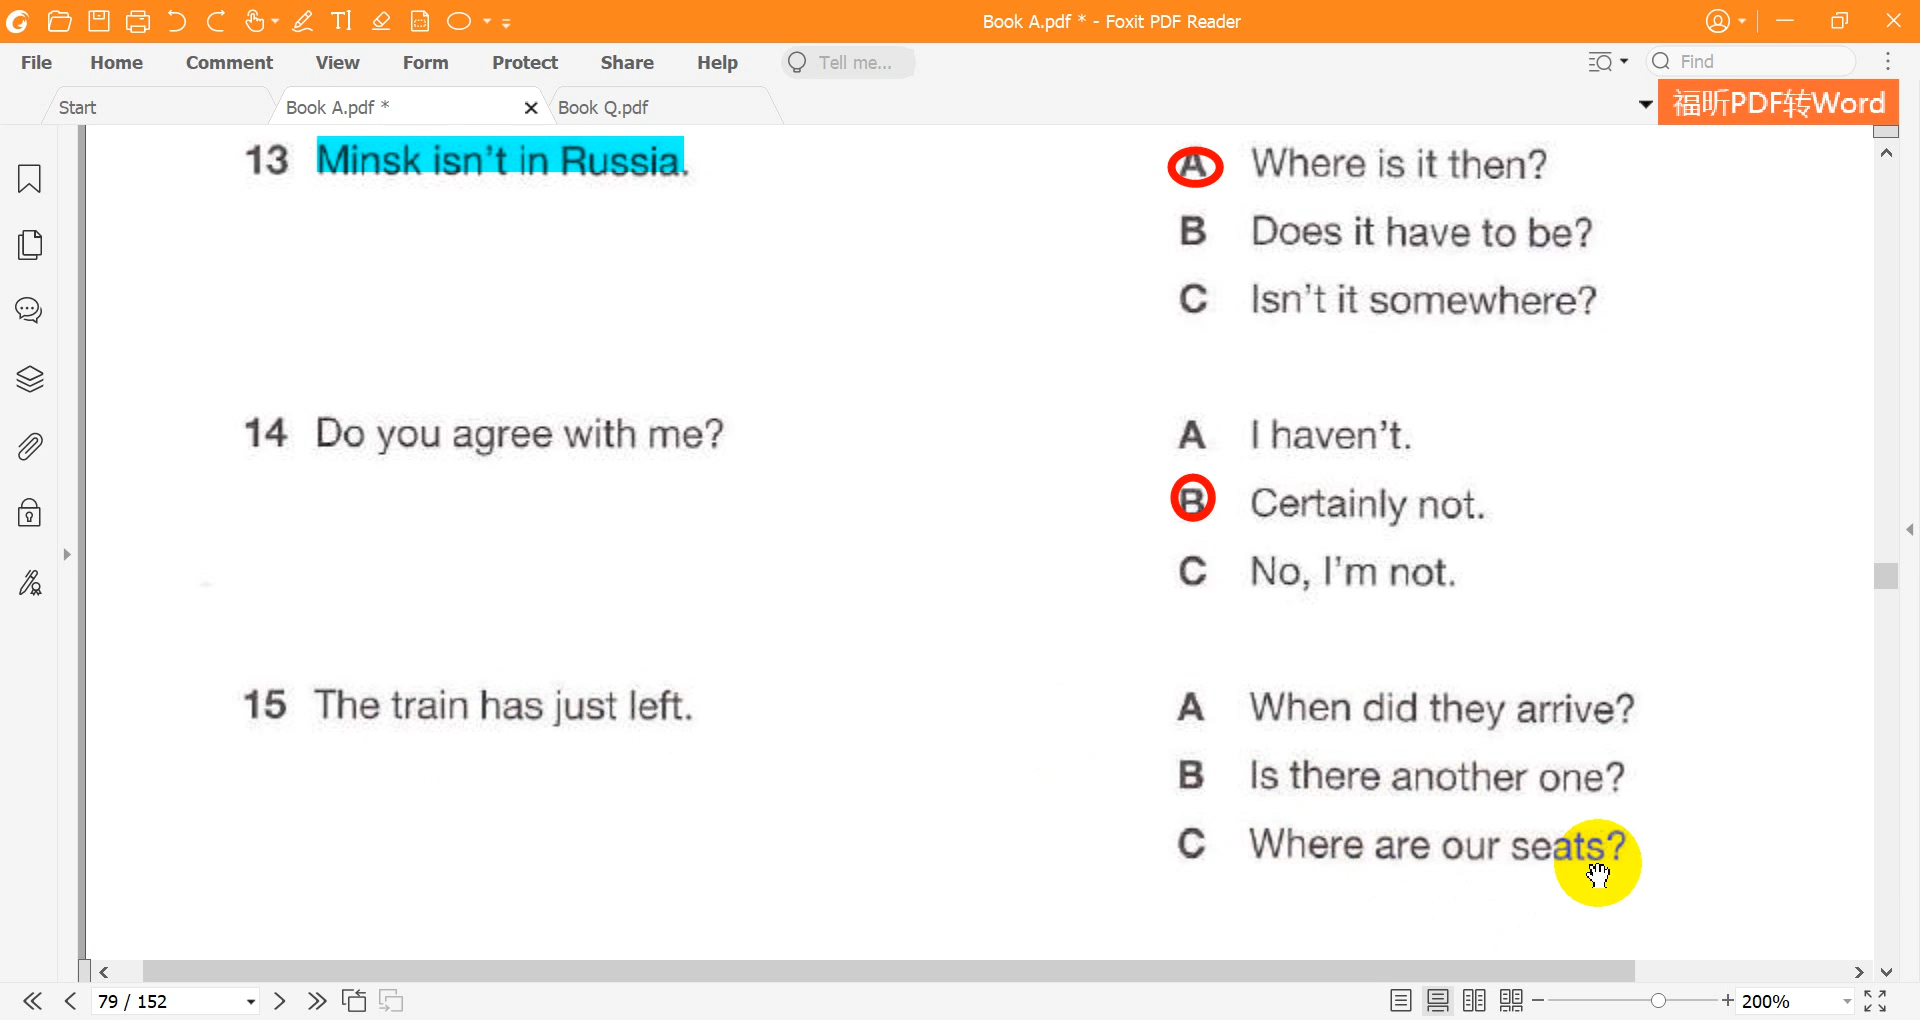 Book A.pdf * - Foxit PDF Reader
File Home Comment View Form Protect Share Help Tell me... Find
Start Book A.pdf * Book Q.pdf 福昕PDF转Word
13 Minsk isn't in Russia.
A Where is it then?
B Does it have to be?
C Isn't it somewhere?
14 Do you agree with me?
A I haven't.
B Certainly not.
C No, I'm not.
15 The train has just left.
A When did they arrive?
B Is there another one?
C Where are our seats?
79 / 152 200%